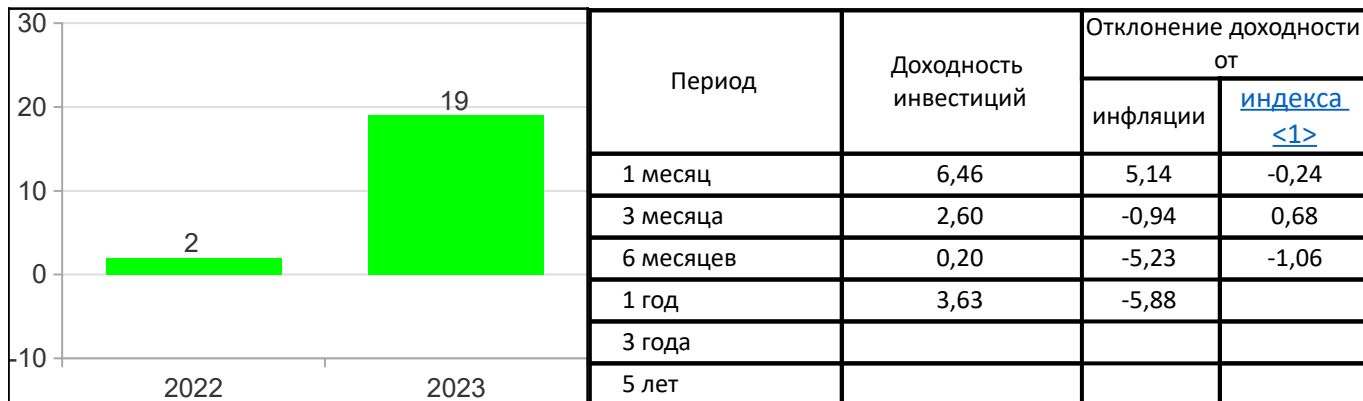 30
20
10
0
-10
2
19
2022
2023
Период
Доходность
инвестиций
Отклонение доходности
от
инфляции
индекса
<1>
1 месяц 6,46 5,14 -0,24
3 месяца 2,60 -0,94 0,68
6 месяцев 0,20 -5,23 -1,06
1 год 3,63 -5,88
3 года
5 лет